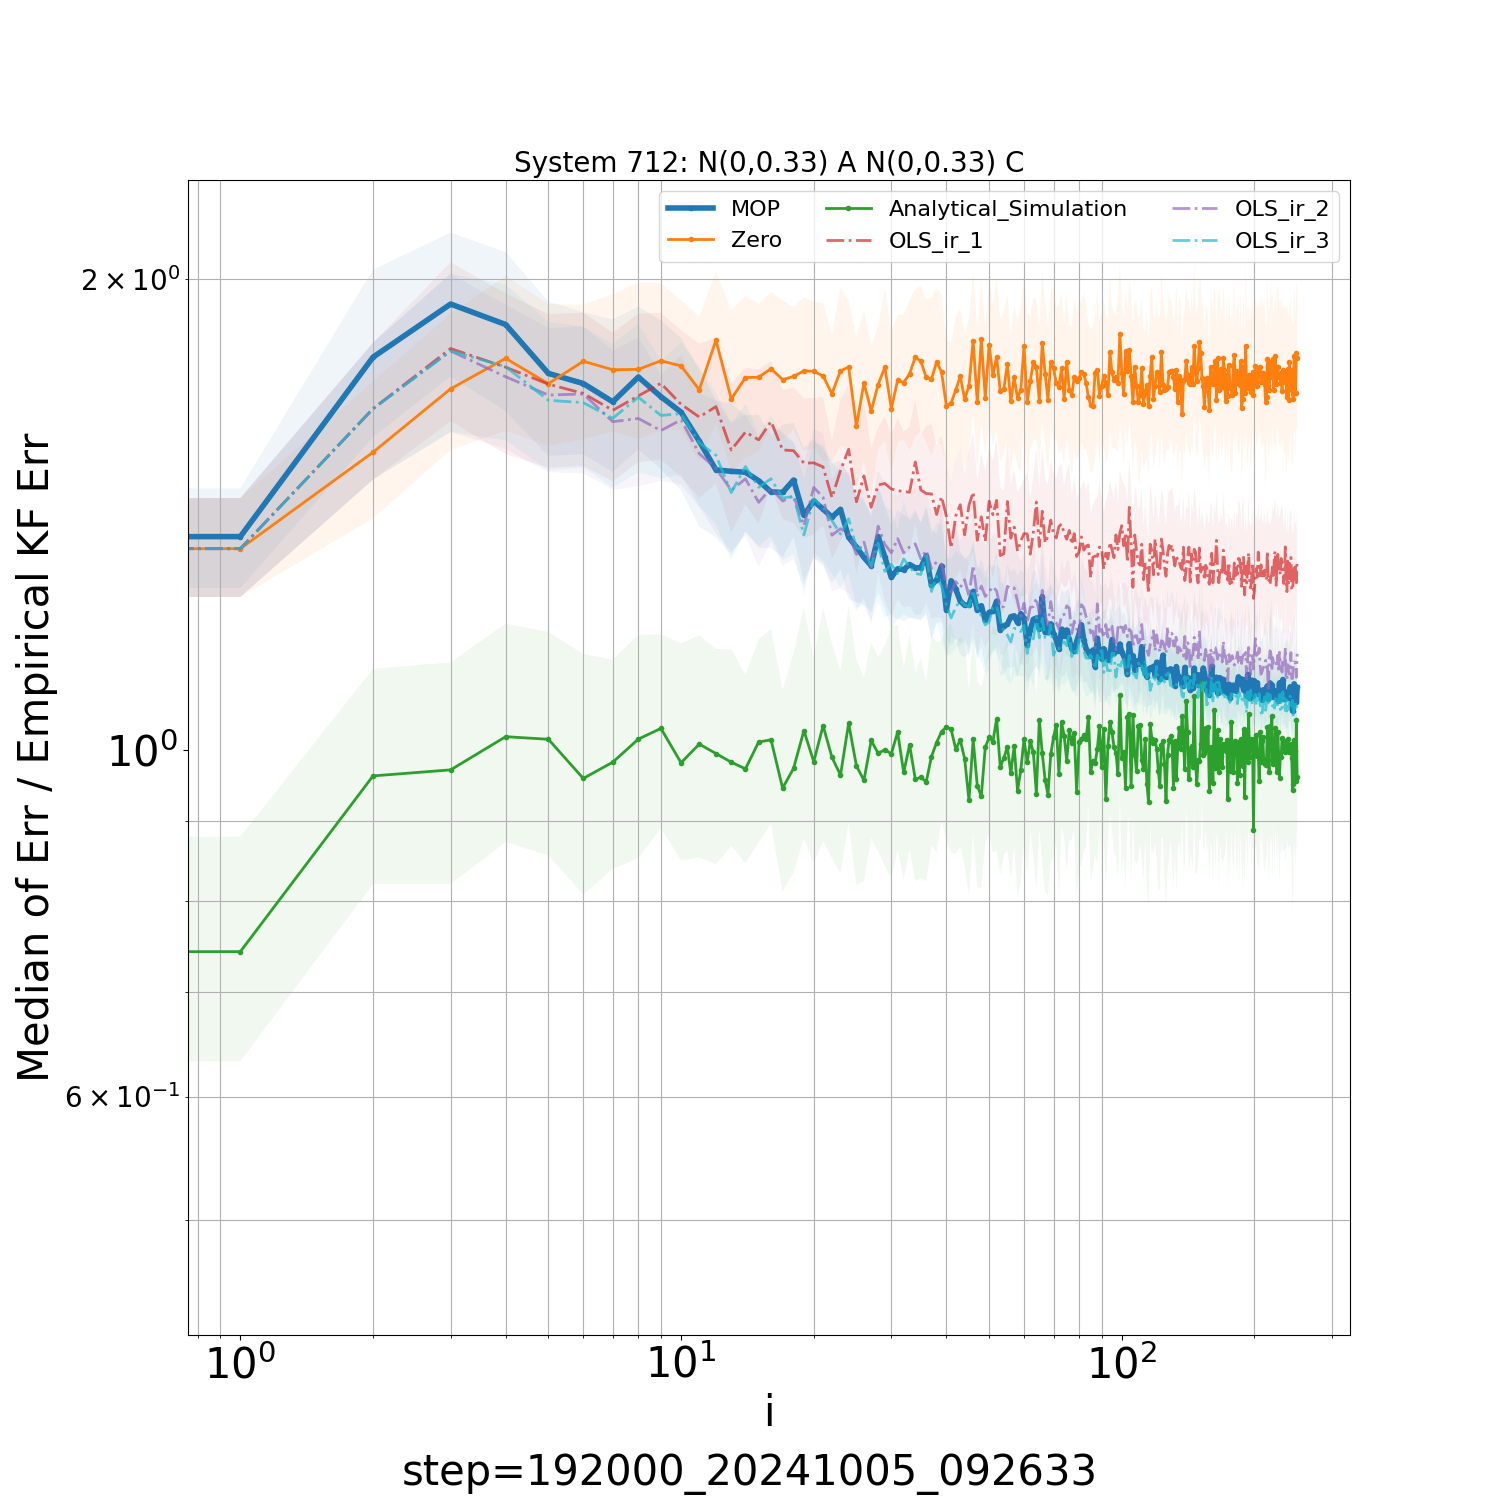 System 712: N(0,0.33) A N(0,0.33) C
MOP
Zero
Analytical_Simulation
OLS_ir_1
OLS_ir_2
OLS_ir_3
2 × 10⁰
10⁰
6 × 10⁻¹
Median of Err / Empirical KF Err
10⁰ 10¹ 10²
i
step=192000_20241005_092633